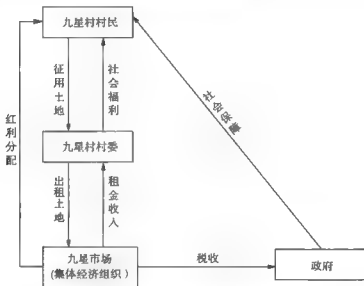 九星村村民
征用土地
社会福利
社会保障
红利分配
九星村村委
出租土地
租金收入
九星市场
(集体经济组织)
税收
政府